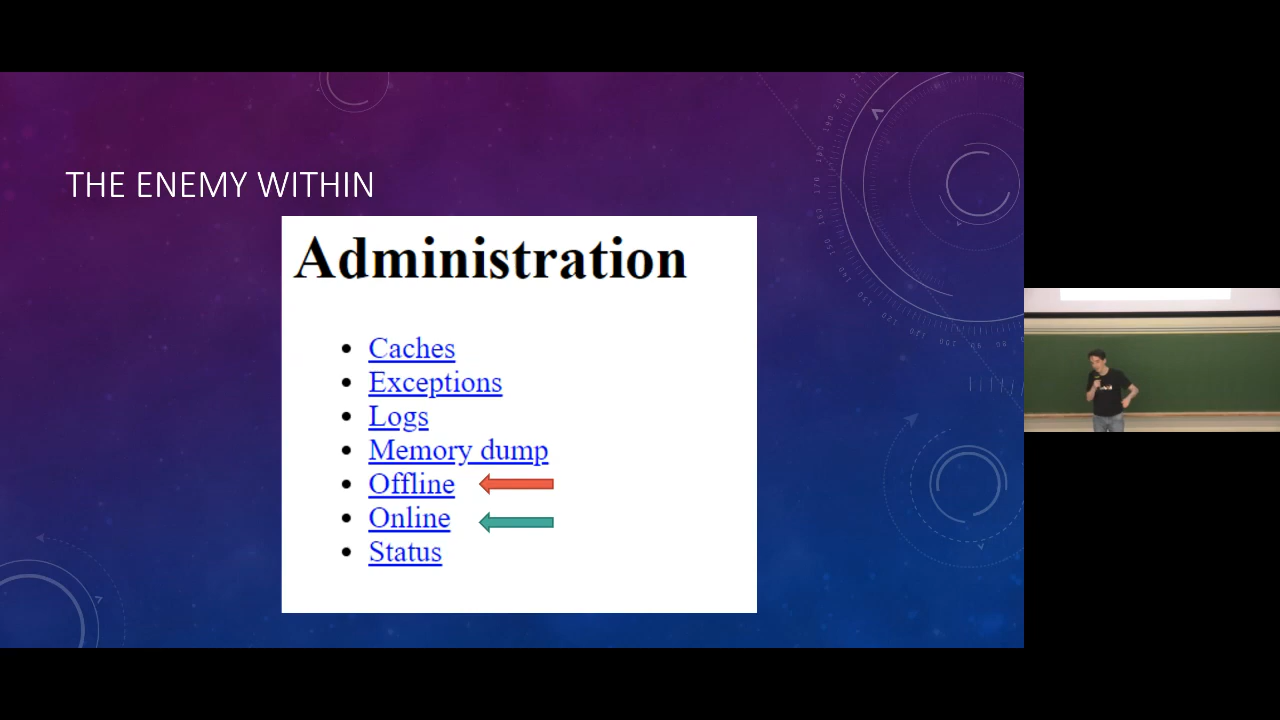 THE ENEMY WITHIN
Administration
Caches
Exceptions
Logs
Memory dump
Offline
Online
Status